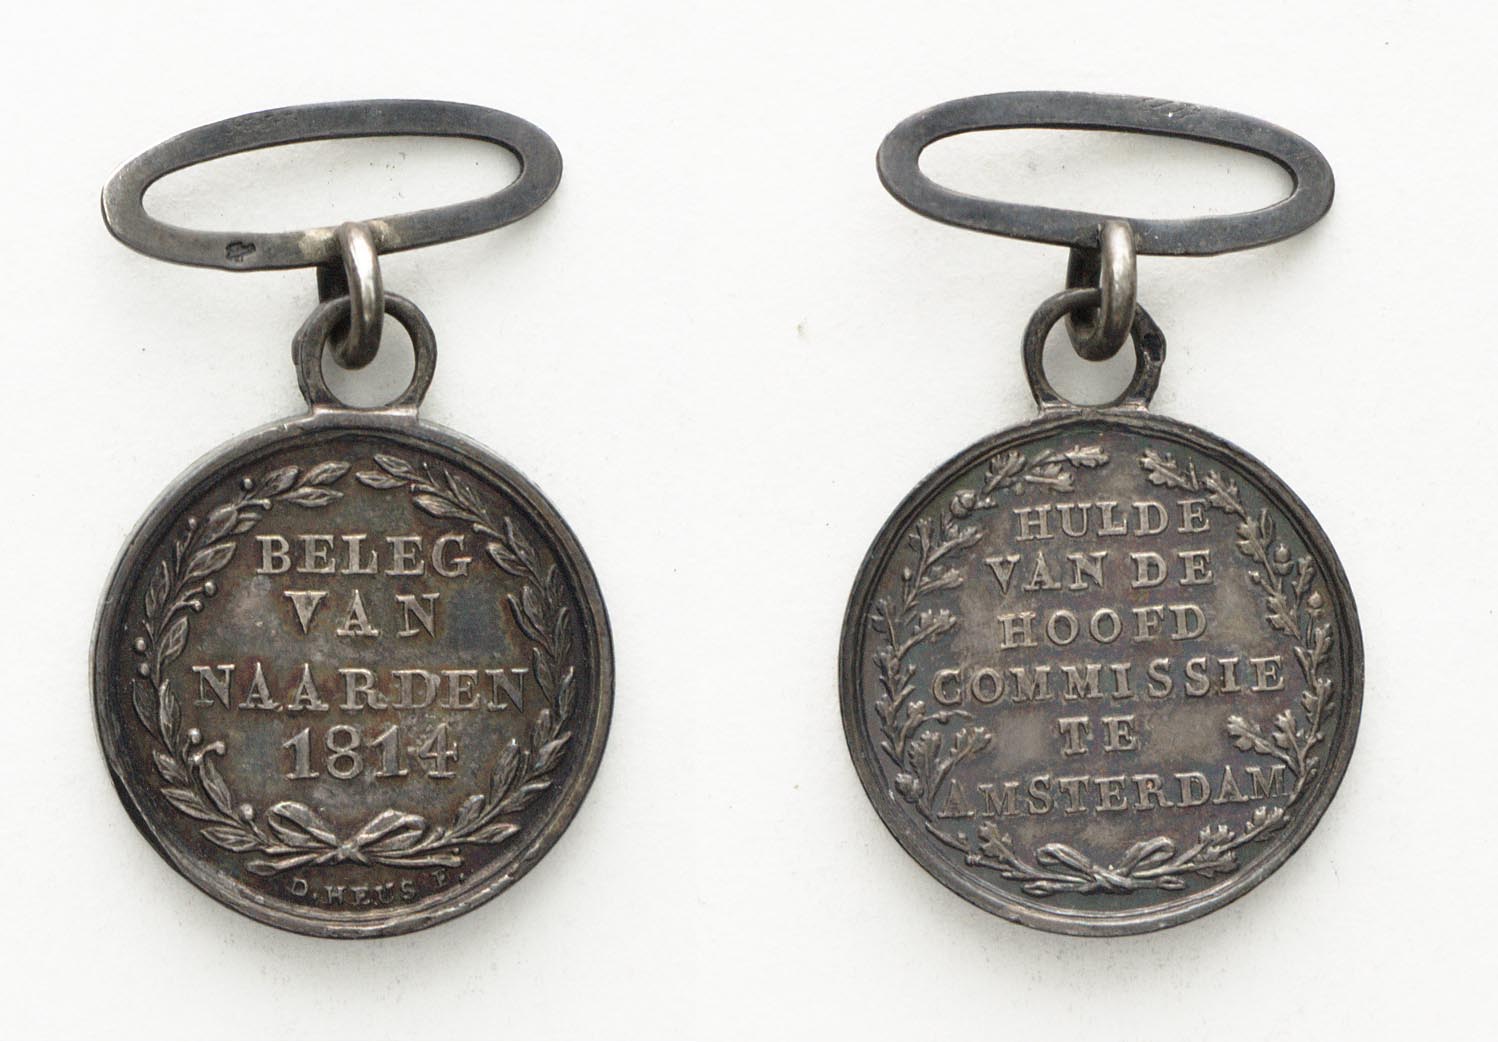 BELEG
VAN
NAARDEN
1814
D. HEUS F.
HULDE
VAN DE
HOOFD
COMMISSIE
TE
AMSTERDAM